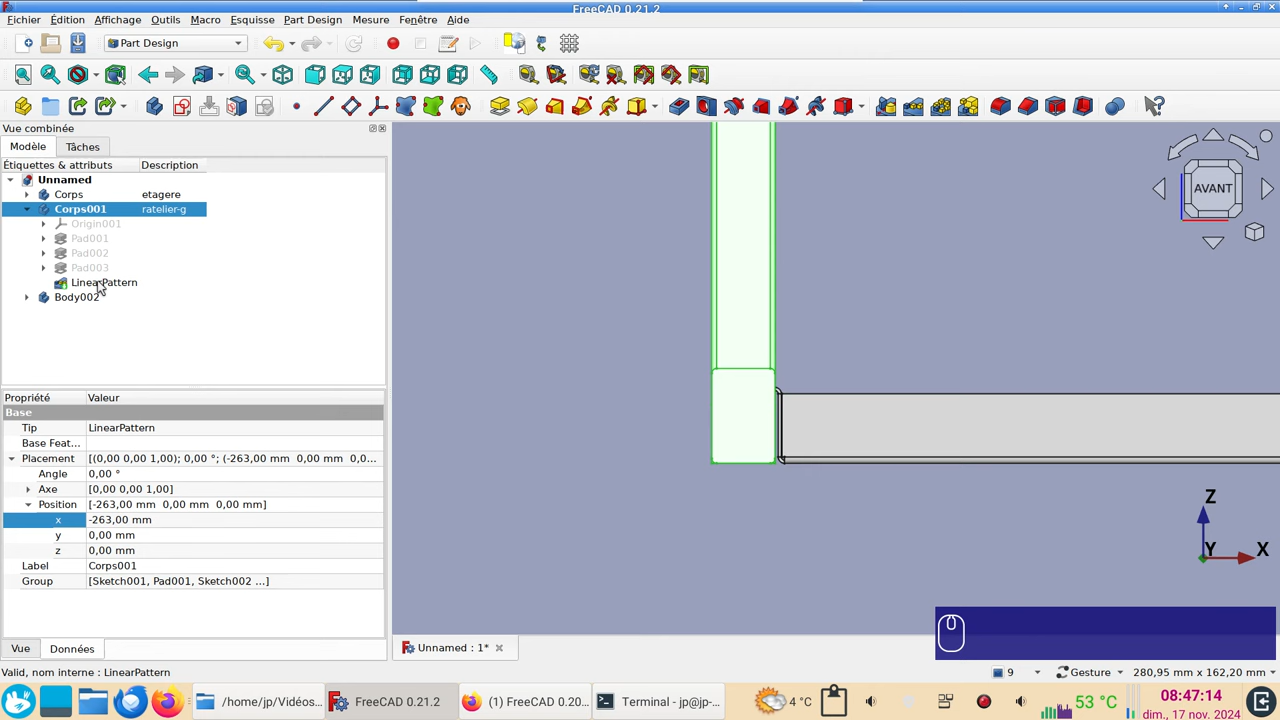 FreeCAD 0.21.2
Fichier Édition Affichage Outils Macro Esquisse Part Design Mesure Fenêtre Aide
Part Design
Vue combinée
Modèle Tâches
Étiquettes & attributs Description
Unnamed
Corps etagere
Corps001 ratelier-g
Origin001
Pad001
Pad002
Pad003
LinearPattern
Body002
AVANT
Propriété Valeur
Base
Tip LinearPattern
Base Feat...
Placement [(0,00 0,00 1,00); 0,00 °; (-263,00 mm 0,00 mm 0,0...
Angle 0,00 °
Axe [0,00 0,00 1,00]
Position [-263,00 mm 0,00 mm 0,00 mm]
x -263,00 mm
y 0,00 mm
z 0,00 mm
Label Corps001
Group [Sketch001, Pad001, Sketch002 ...]
Z
Y X
Vue Données
Unnamed : 1*
Valid, nom interne : LinearPattern
9 Gesture 280,95 mm x 162,20 mm
/home/jp/Vidéos... FreeCAD 0.21.2 (1) FreeCAD 0.20... Terminal - jp@jp-... 4 °C 53 °C 08:47:14
dim., 17 nov. 2024